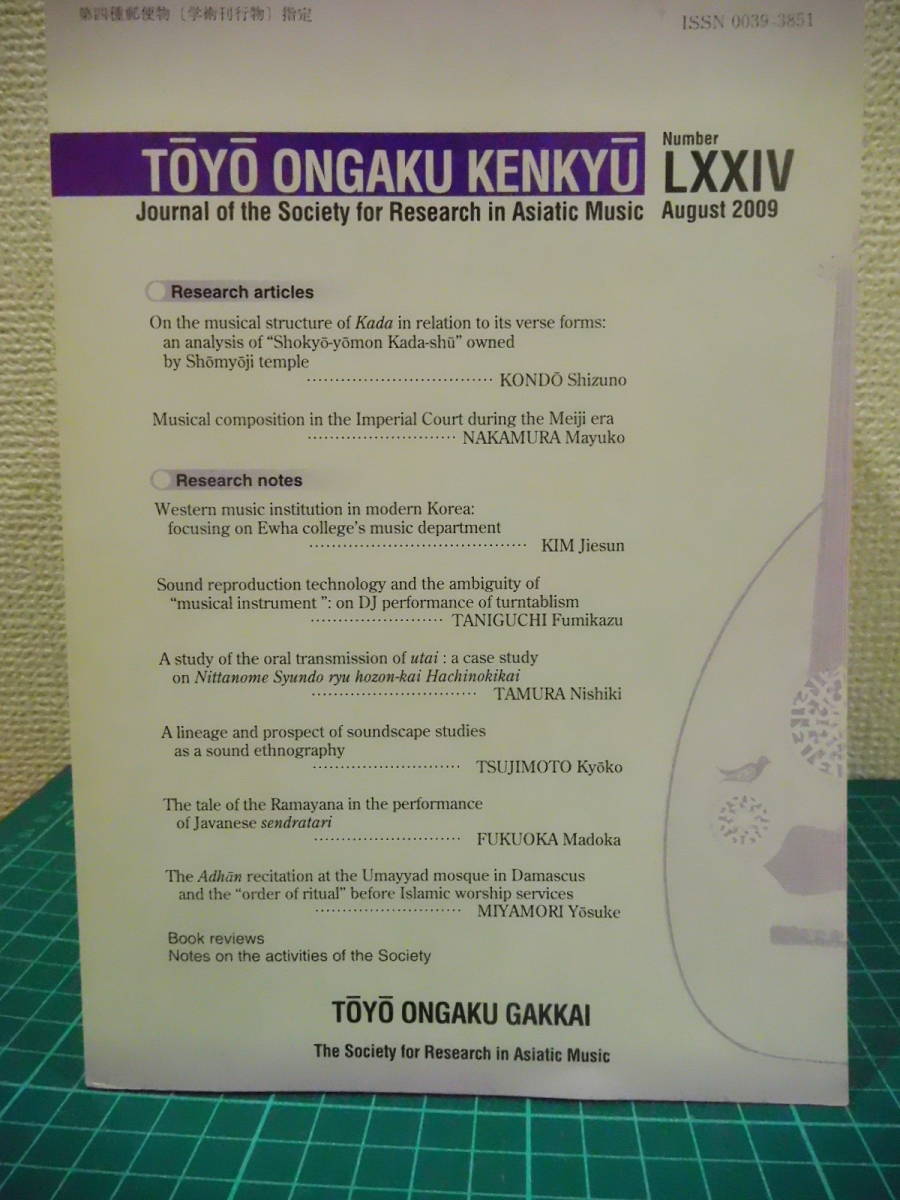 第四種郵便物〔学術刊行物〕指定
ISSN 0039-3851
TŌYŌ ONGAKU KENKYŪ
Journal of the Society for Research in Asiatic Music
Number
LXXIV
August 2009
Research articles
On the musical structure of Kada in relation to its verse forms:
an analysis of “Shokyō-yōmon Kada-shū” owned
by Shōmyōji temple
································· KONDŌ Shizuno
Musical composition in the Imperial Court during the Meiji era
·························· NAKAMURA Mayuko
Research notes
Western music institution in modern Korea:
focusing on Ewha college’s music department
······································ KIM Jiesun
Sound reproduction technology and the ambiguity of
“musical instrument ”: on DJ performance of turntablism
························ TANIGUCHI Fumikazu
A study of the oral transmission of utai : a case study
on Nittanome Syundo ryu hozon-kai Hachinokikai
····························· TAMURA Nishiki
A lineage and prospect of soundscape studies
as a sound ethnography
·························· TSUJIMOTO Kyōko
The tale of the Ramayana in the performance
of Javanese sendratari
·························· FUKUOKA Madoka
The Adhān recitation at the Umayyad mosque in Damascus
and the “order of ritual” before Islamic worship services
·························· MIYAMORI Yōsuke
Book reviews
Notes on the activities of the Society
TŌYŌ ONGAKU GAKKAI
The Society for Research in Asiatic Music